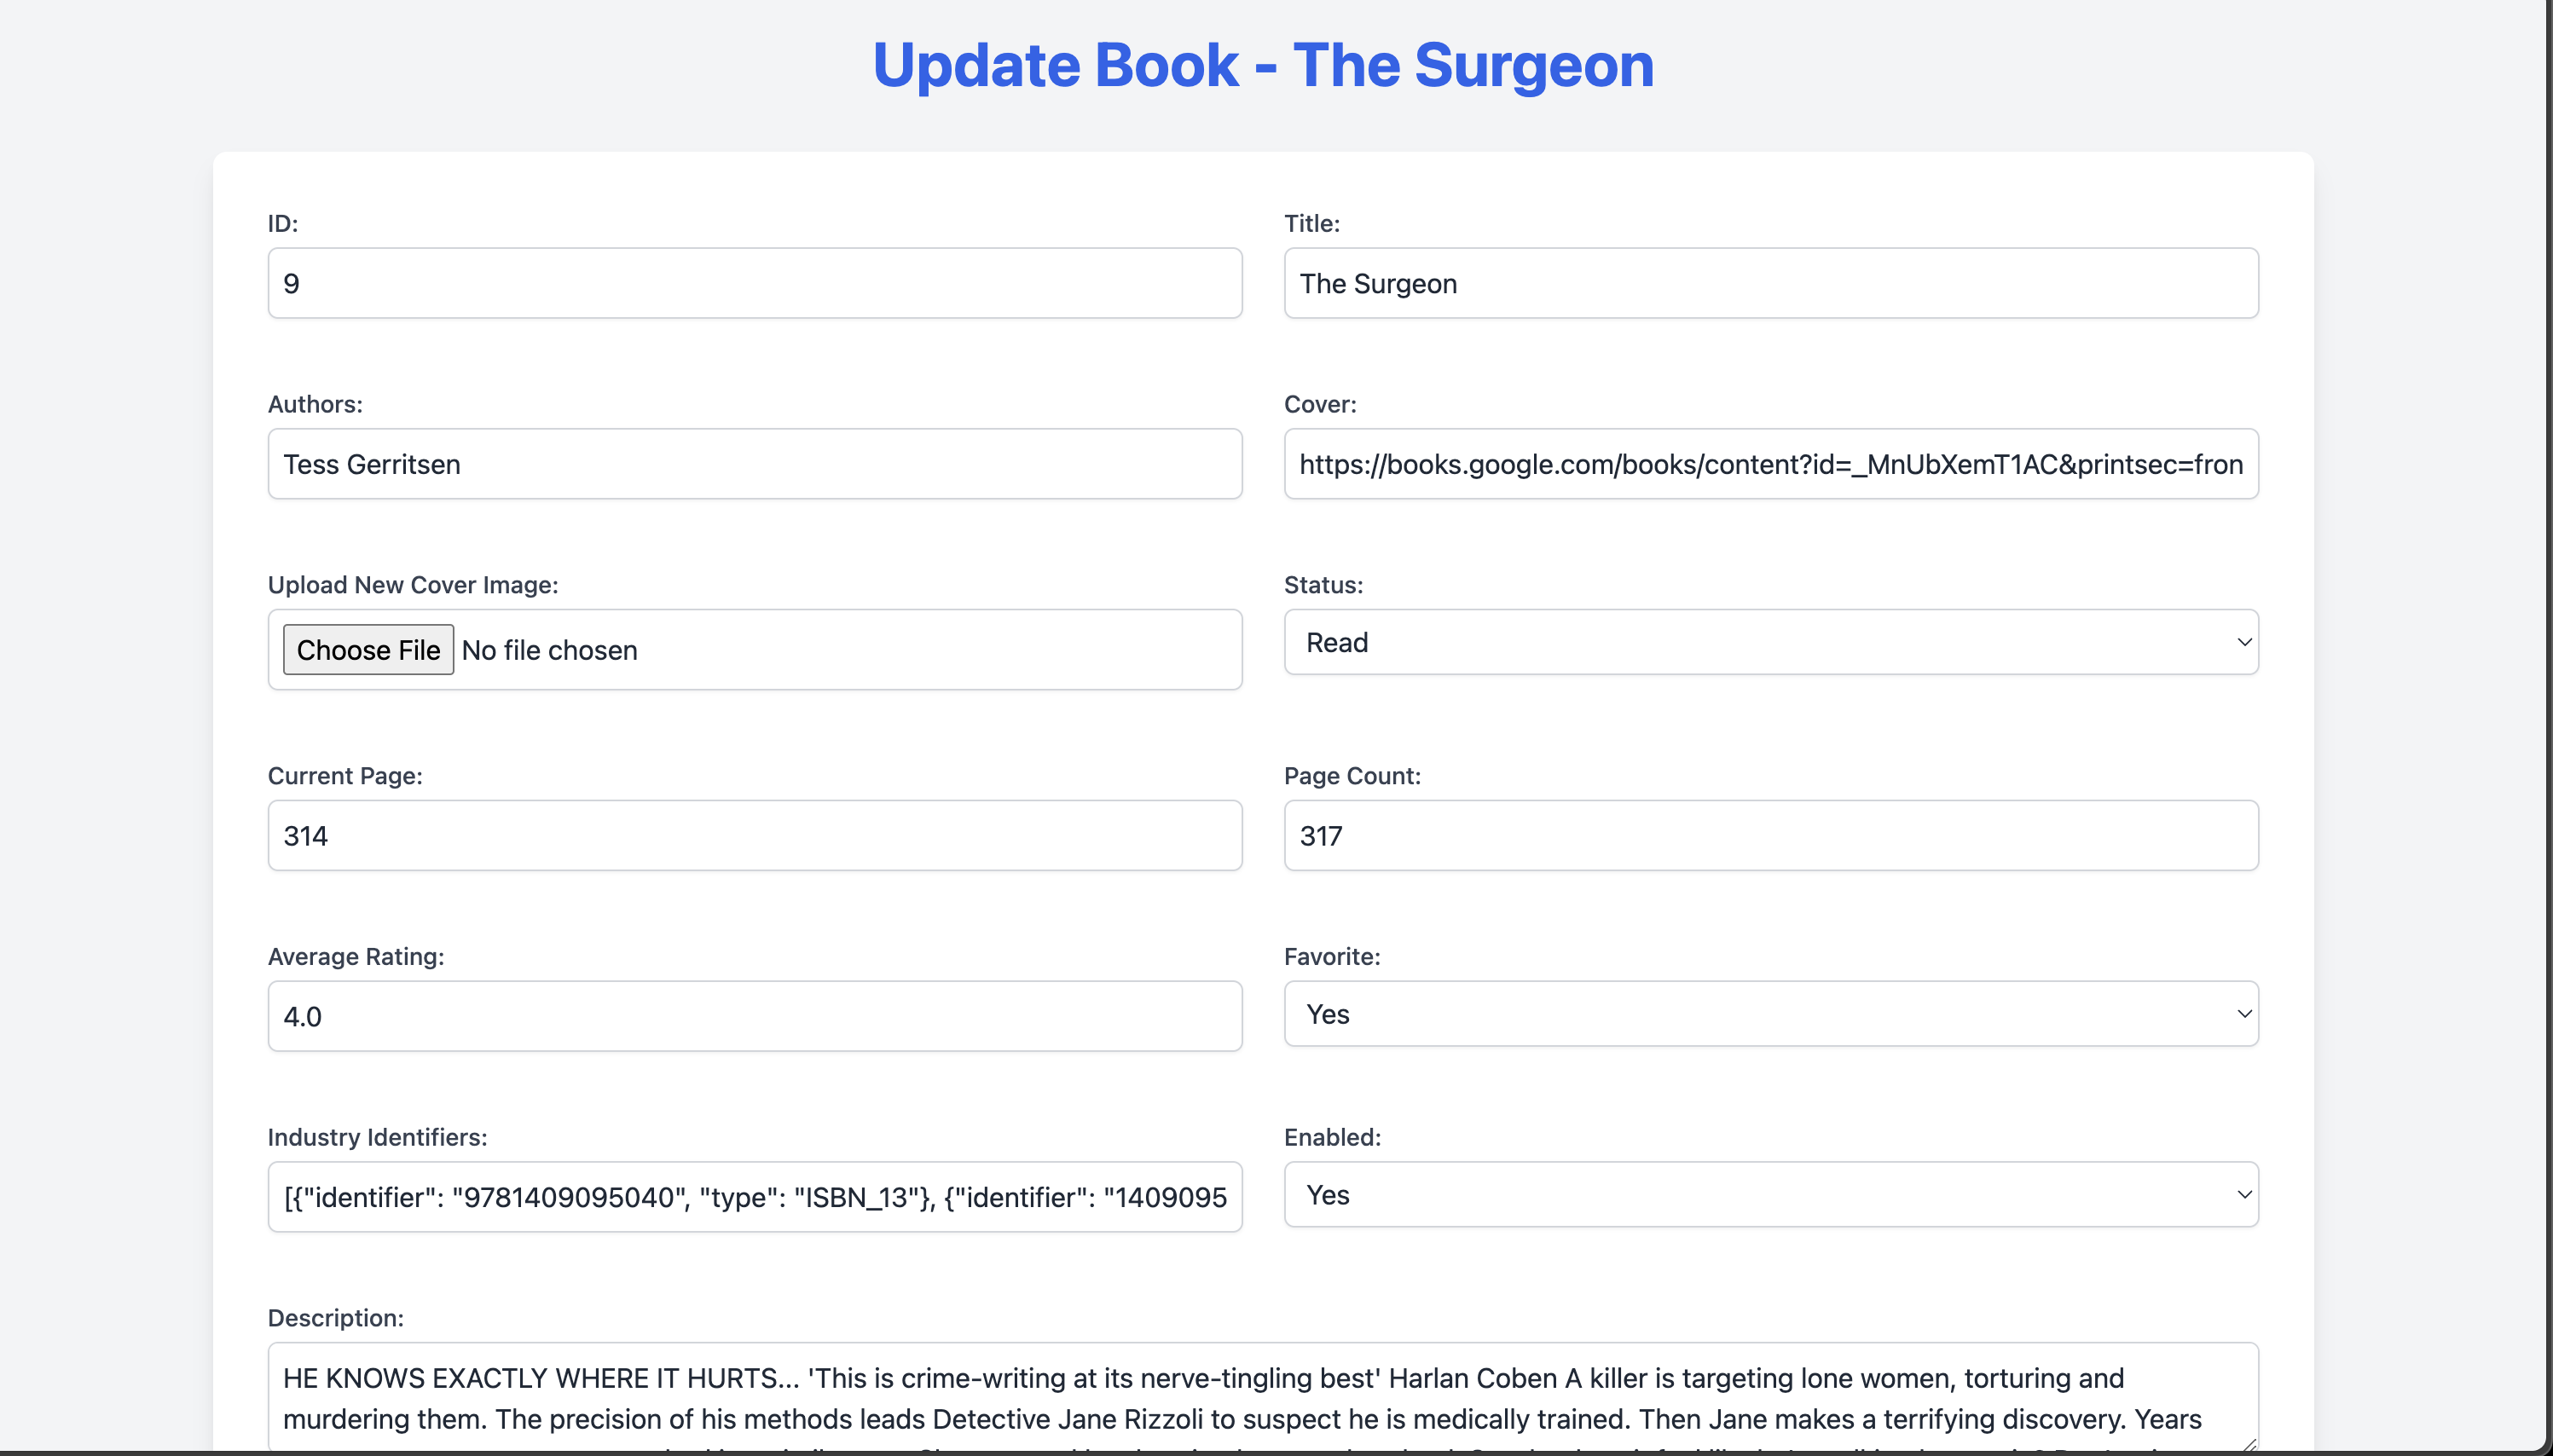 Update Book - The Surgeon
ID:
9
Title:
The Surgeon
Authors:
Tess Gerritsen
Cover:
https://books.google.com/books/content?id=_MnUbXemT1AC&printsec=fron
Upload New Cover Image:
Choose File No file chosen
Status:
Read
Current Page:
314
Page Count:
317
Average Rating:
4.0
Favorite:
Yes
Industry Identifiers:
[{"identifier": "9781409095040", "type": "ISBN_13"}, {"identifier": "1409095
Enabled:
Yes
Description:
HE KNOWS EXACTLY WHERE IT HURTS... 'This is crime-writing at its nerve-tingling best' Harlan Coben A killer is targeting lone women, torturing and
murdering them. The precision of his methods leads Detective Jane Rizzoli to suspect he is medically trained. Then Jane makes a terrifying discovery. Years